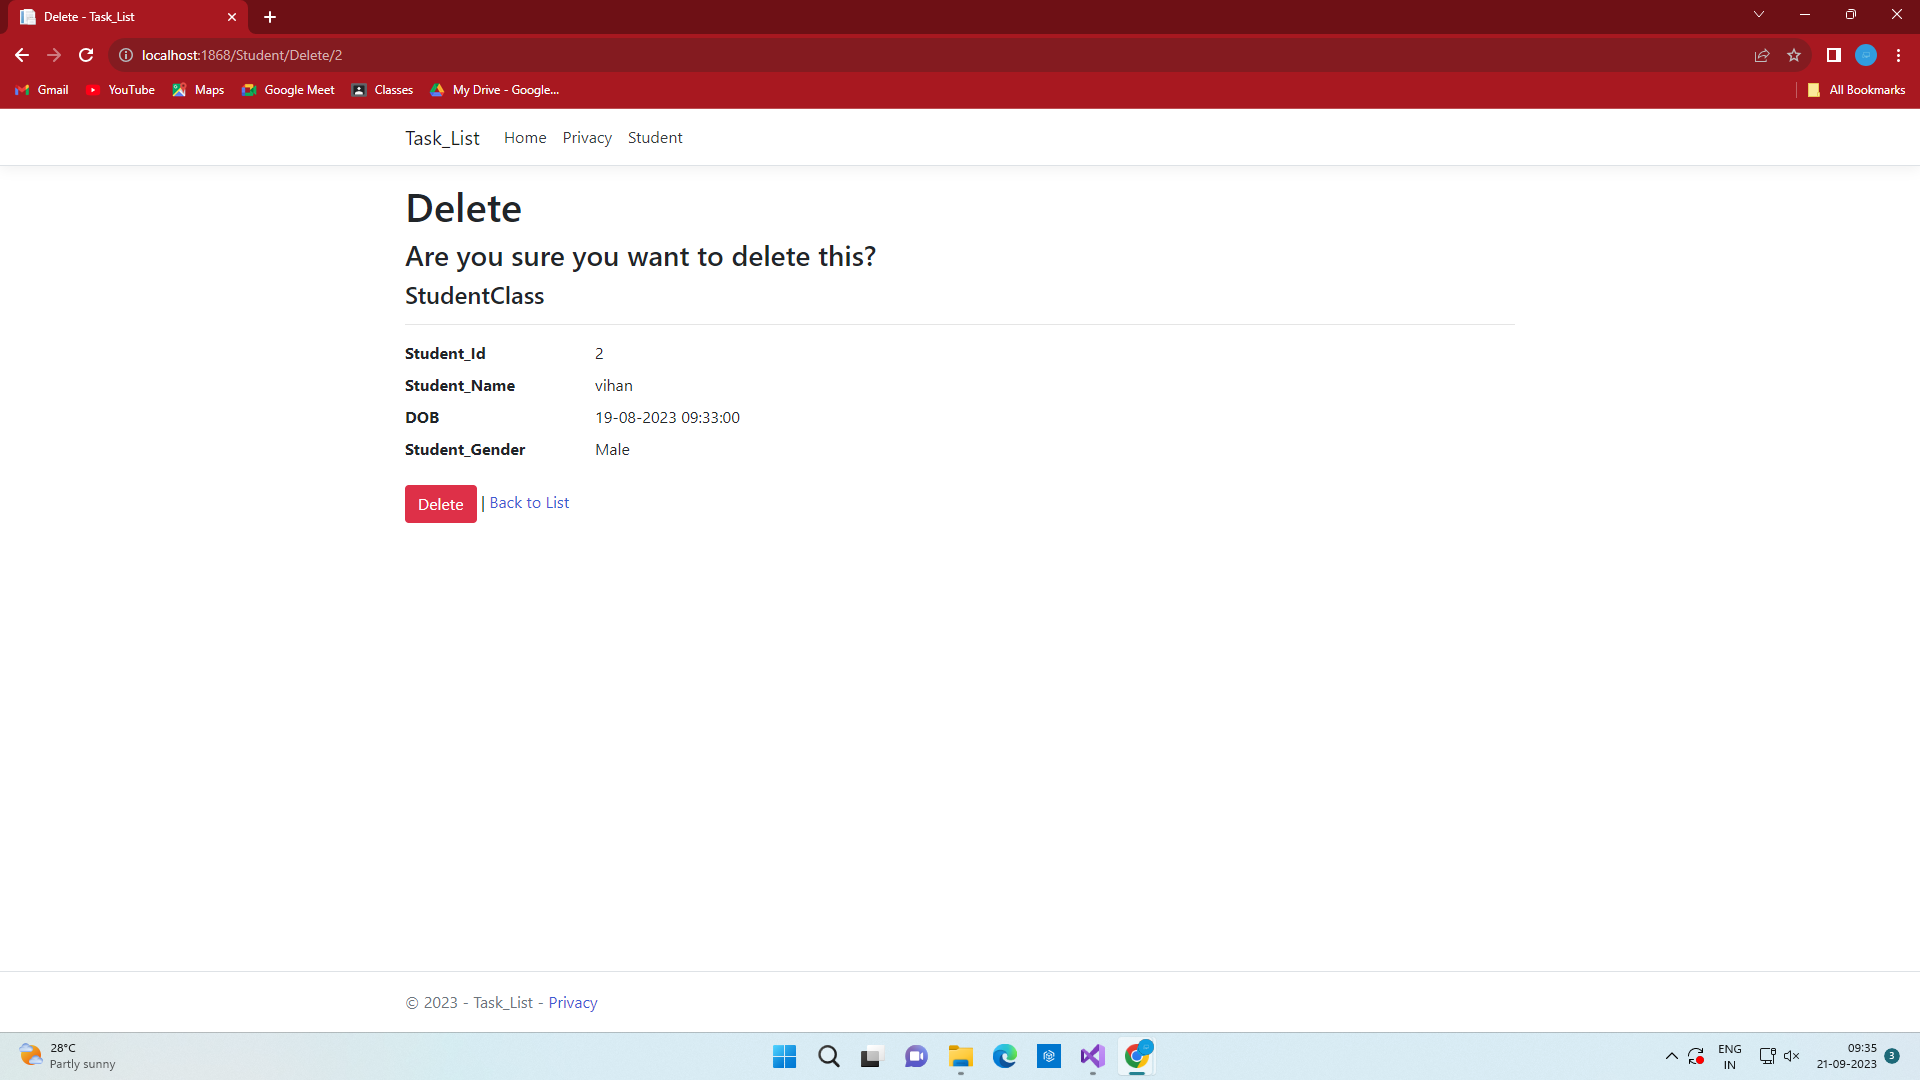 Delete - Task_List
localhost:1868/Student/Delete/2
Gmail YouTube Maps Google Meet Classes My Drive - Google... All Bookmarks
Task_List Home Privacy Student
Delete
Are you sure you want to delete this?
StudentClass
Student_Id 2
Student_Name vihan
DOB 19-08-2023 09:33:00
Student_Gender Male
Delete | Back to List
© 2023 - Task_List - Privacy
28°C
Partly sunny
ENG
IN
09:35
21-09-2023
3